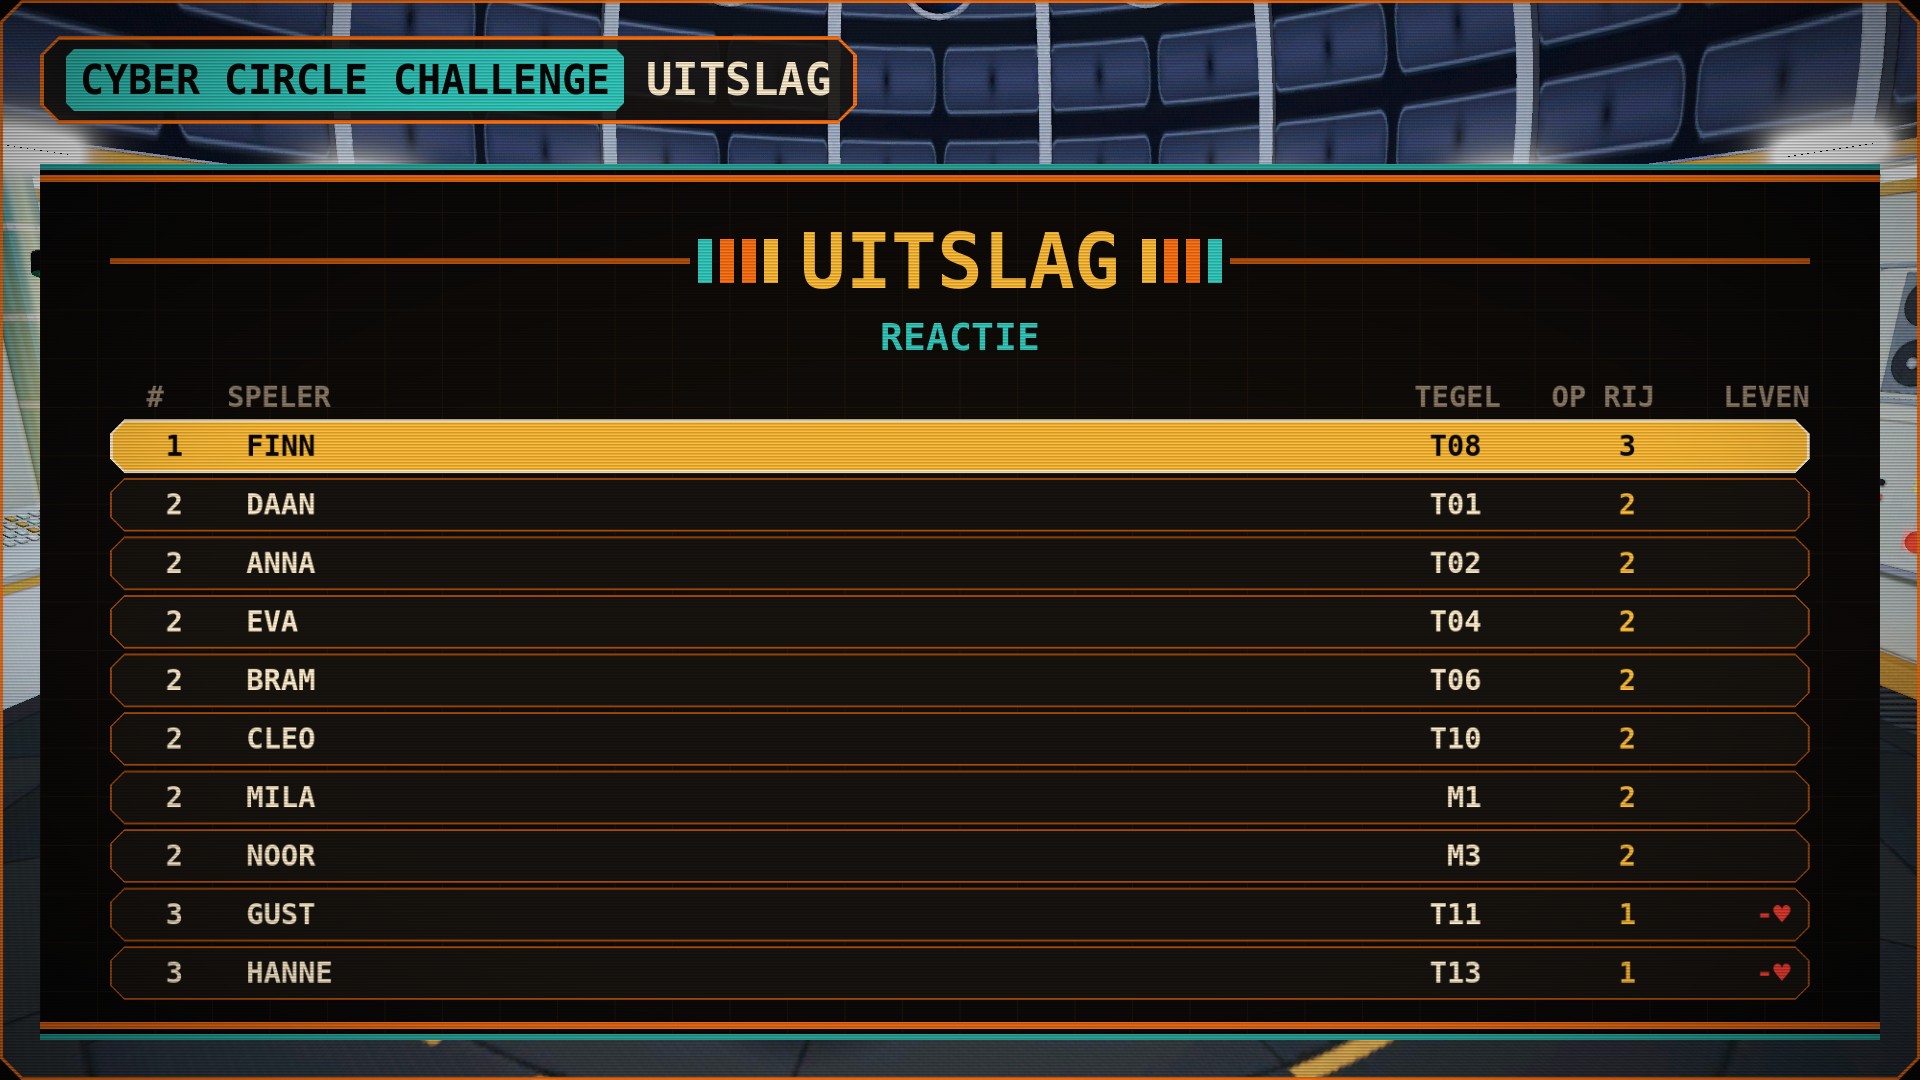 CYBER CIRCLE CHALLENGE UITSLAG
UITSLAG
REACTIE
# SPELER TEGEL OP RIJ LEVEN
1 FINN T08 3
2 DAAN T01 2
2 ANNA T02 2
2 EVA T04 2
2 BRAM T06 2
2 CLEO T10 2
2 MILA M1 2
2 NOOR M3 2
3 GUST T11 1 -♥
3 HANNE T13 1 -♥